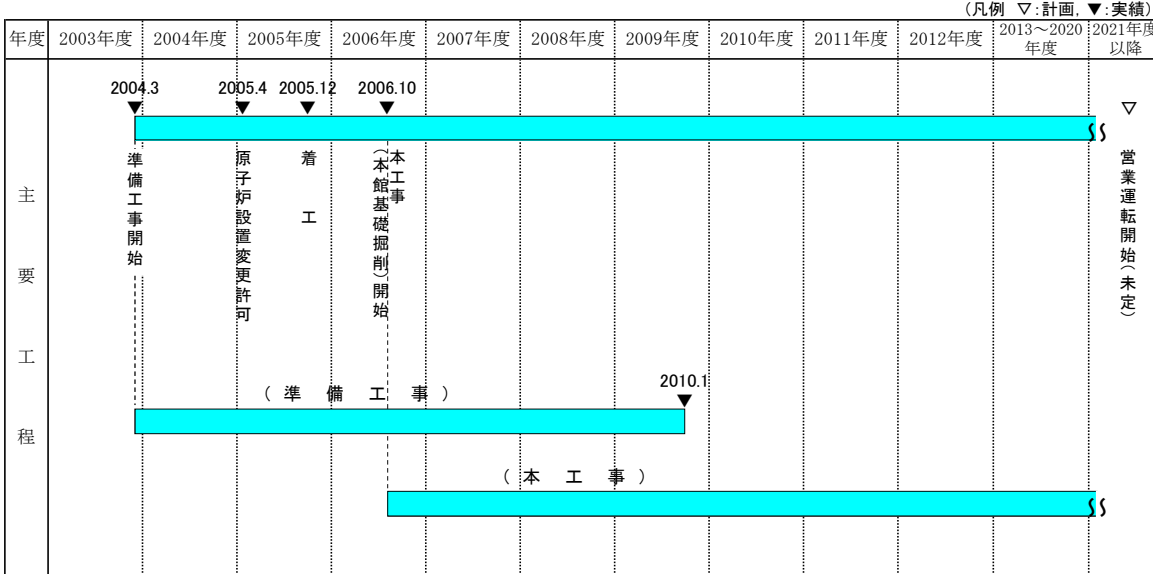 (凡例 ▽:計画, ▼:実績)
年度
2003年度
2004年度
2005年度
2006年度
2007年度
2008年度
2009年度
2010年度
2011年度
2012年度
2013～2020
年度
2021年度
以降
主要工程
2004.3
▼
準備工事開始
2005.4
▼
原子炉設置変更許可
2005.12
▼
着工
2006.10
▼
本工事
(本館基礎掘削)開始
▽
営業運転開始(未定)
(準備工事)
2010.1
▼
(本工事)